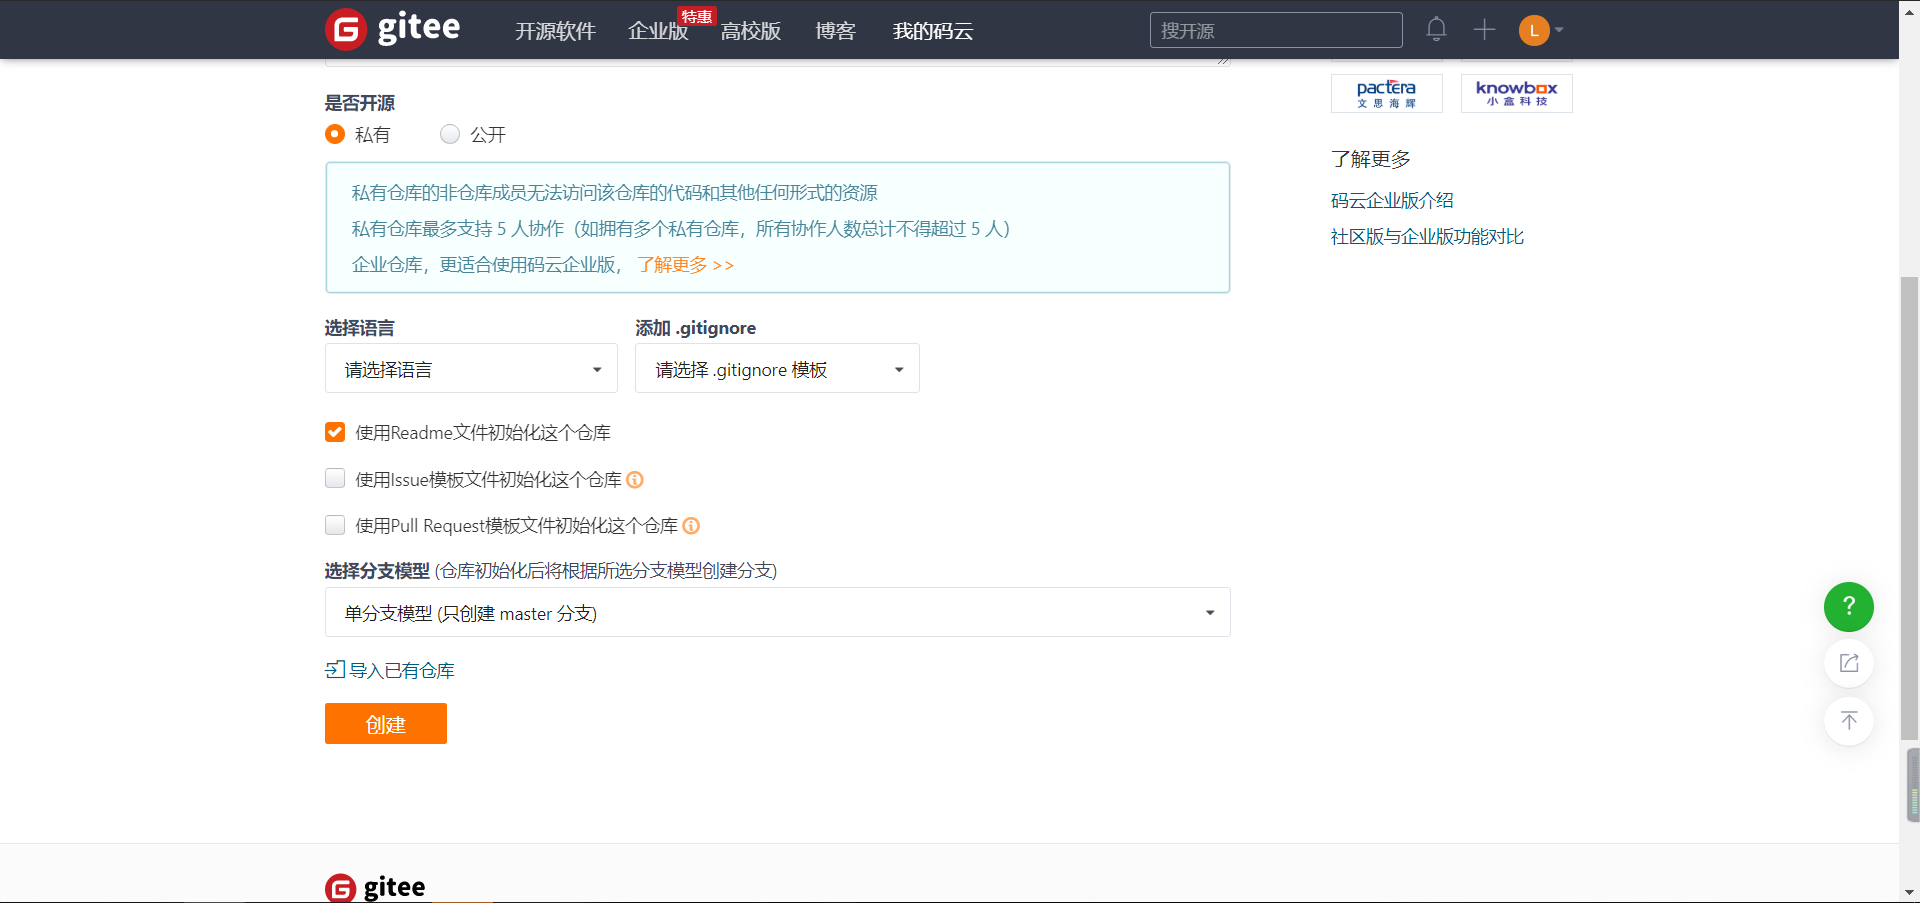 gitee
开源软件
企业版
特惠
高校版
博客
我的码云
搜开源
L
是否开源
私有
公开
私有仓库的非仓库成员无法访问该仓库的代码和其他任何形式的资源
私有仓库最多支持 5 人协作（如拥有多个私有仓库，所有协作人数总计不得超过 5 人）
企业仓库，更适合使用码云企业版， 了解更多 >>
选择语言
添加 .gitignore
请选择语言
请选择 .gitignore 模板
使用Readme文件初始化这个仓库
使用Issue模板文件初始化这个仓库
使用Pull Request模板文件初始化这个仓库
选择分支模型 (仓库初始化后将根据所选分支模型创建分支)
单分支模型 (只创建 master 分支)
导入已有仓库
创建
pactera
文思海辉
knowbox
小盒科技
了解更多
码云企业版介绍
社区版与企业版功能对比
?
gitee